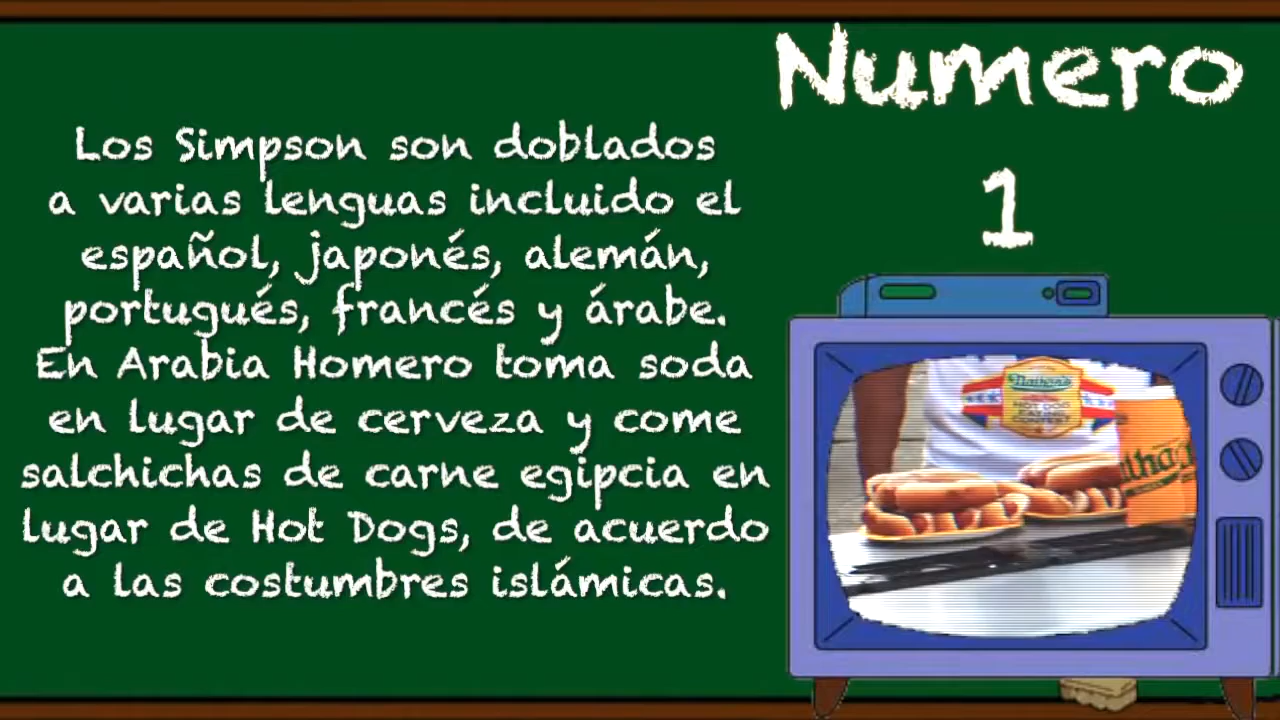 Numero
1
Los Simpson son doblados
a varias lenguas incluido el
español, japonés, alemán,
portugués, francés y árabe.
En Arabia Homero toma soda
en lugar de cerveza y come
salchichas de carne egipcia en
lugar de Hot Dogs, de acuerdo
a las costumbres islámicas.